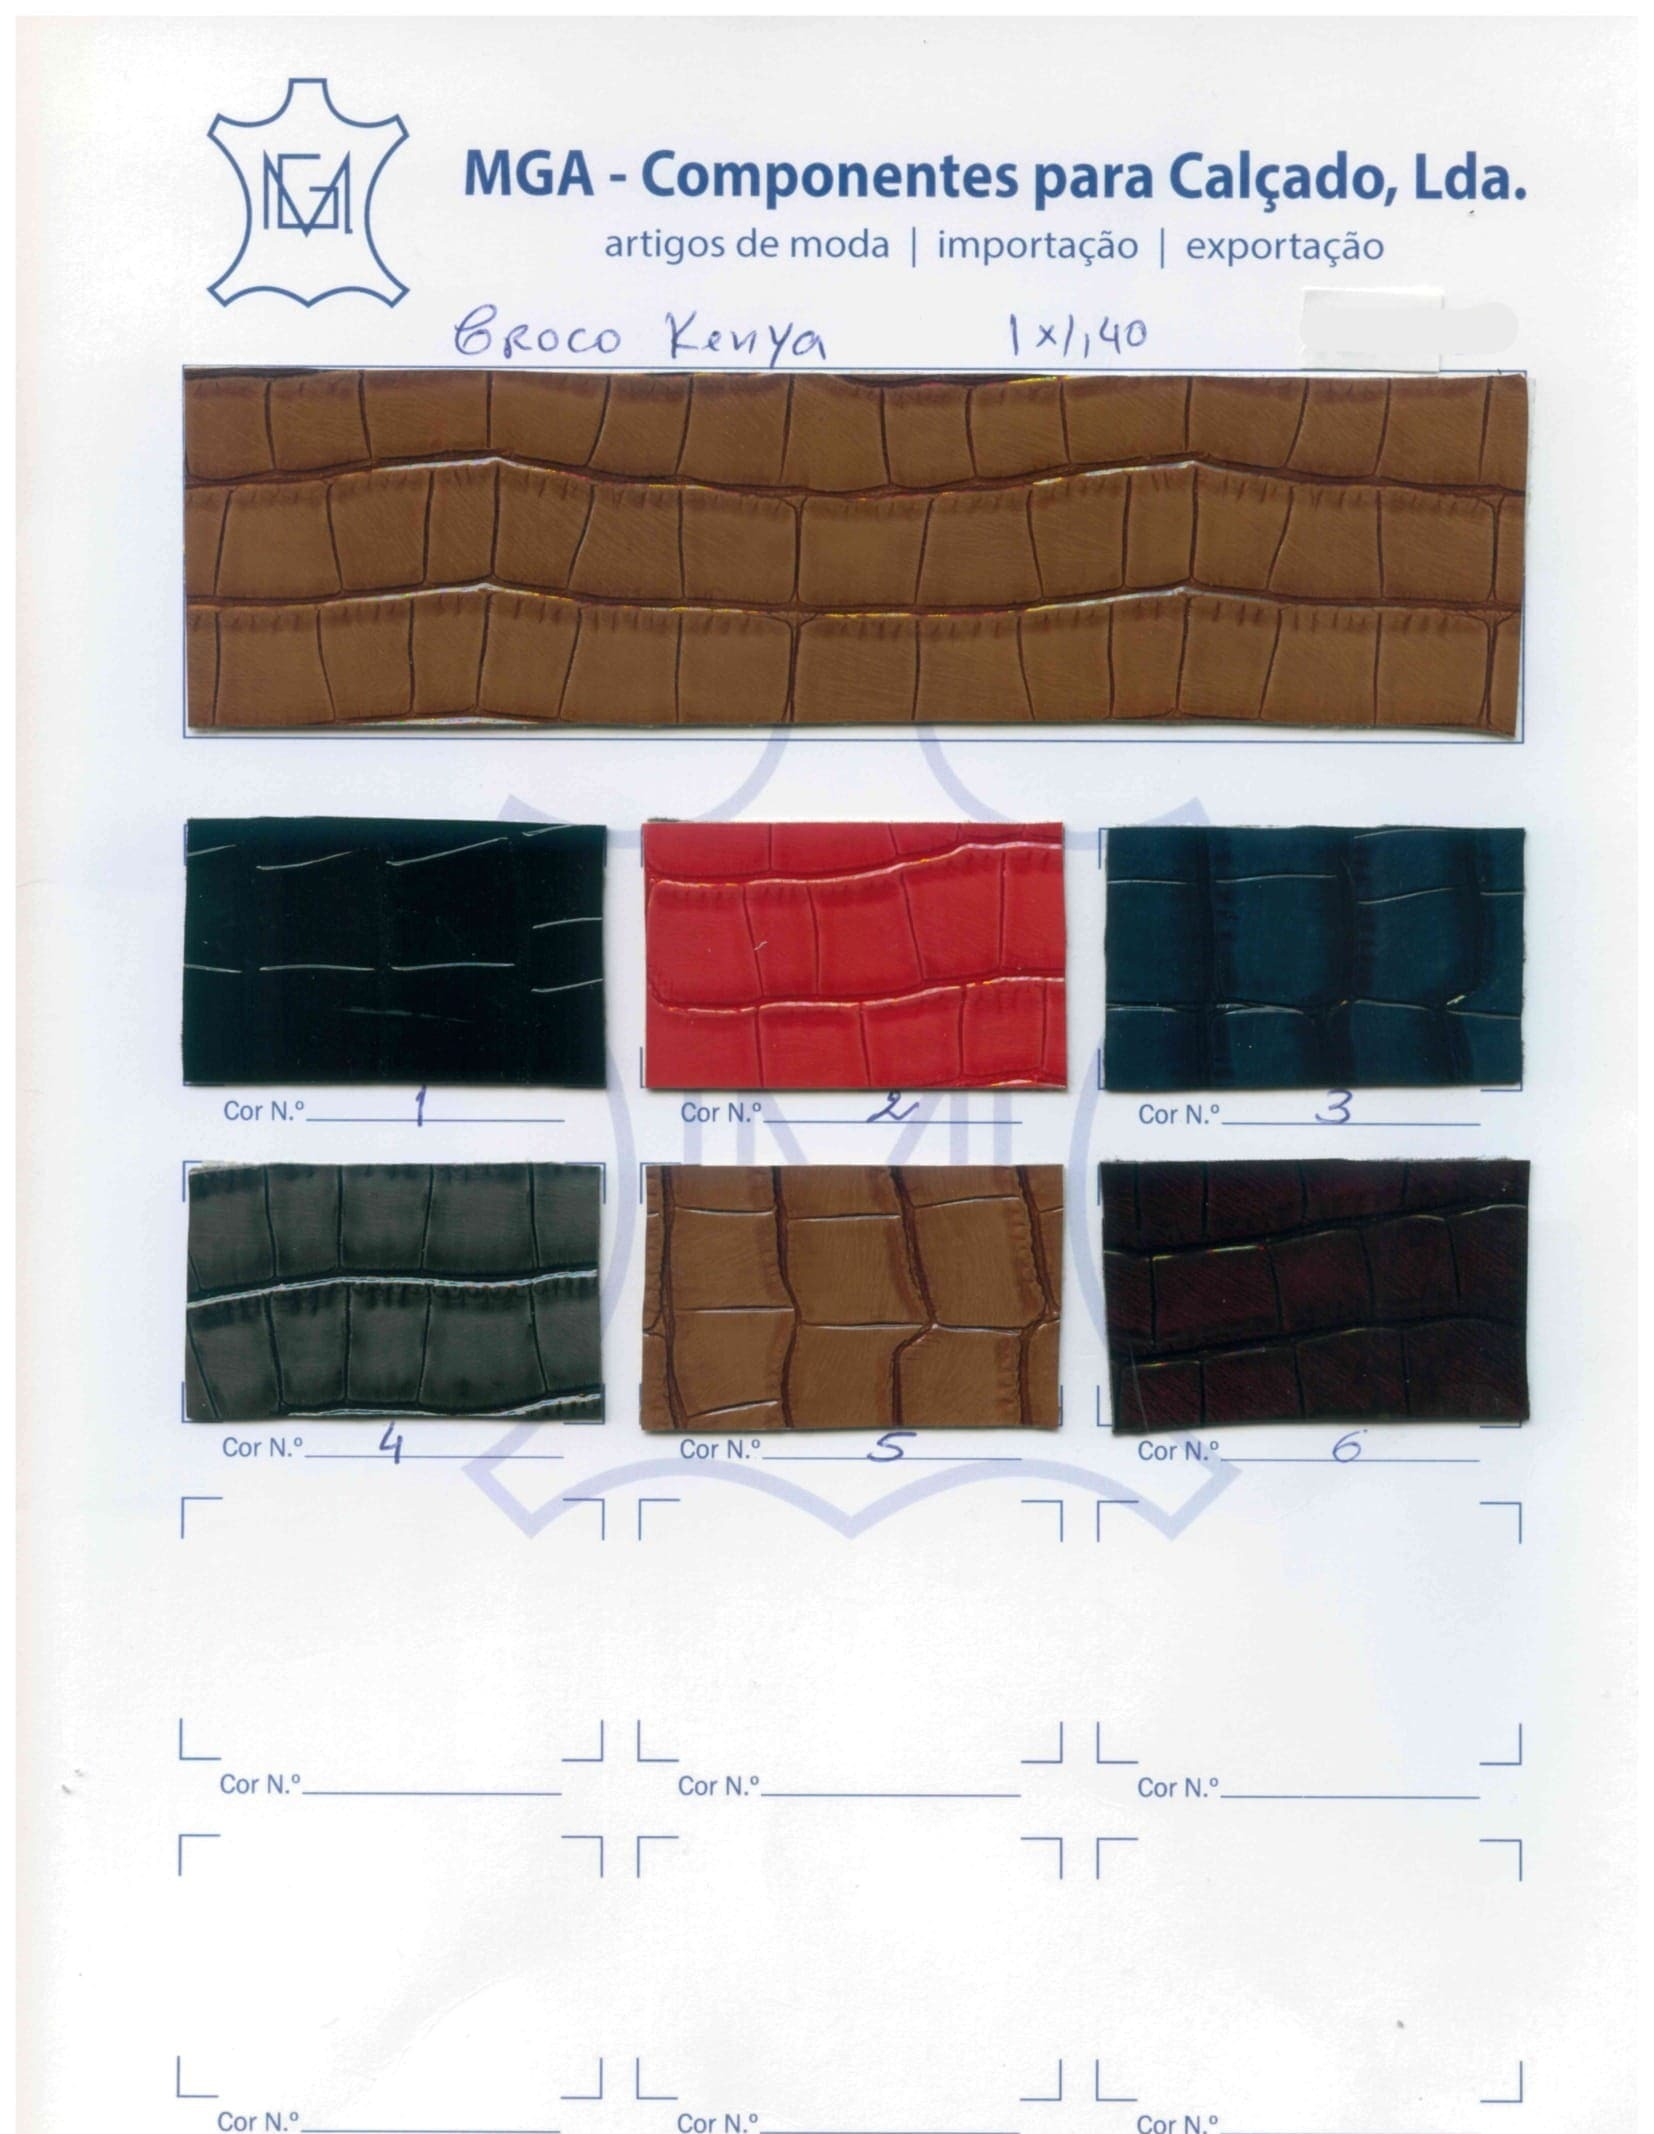 MGA
MGA - Componentes para Calçado, Lda.
artigos de moda | importação | exportação
Croco Kenya 1x1,40
Cor N.º 1 Cor N.º 2 Cor N.º 3
Cor N.º 4 Cor N.º 5 Cor N.º 6
Cor N.º Cor N.º Cor N.º
Cor N.º Cor N.º Cor N.º